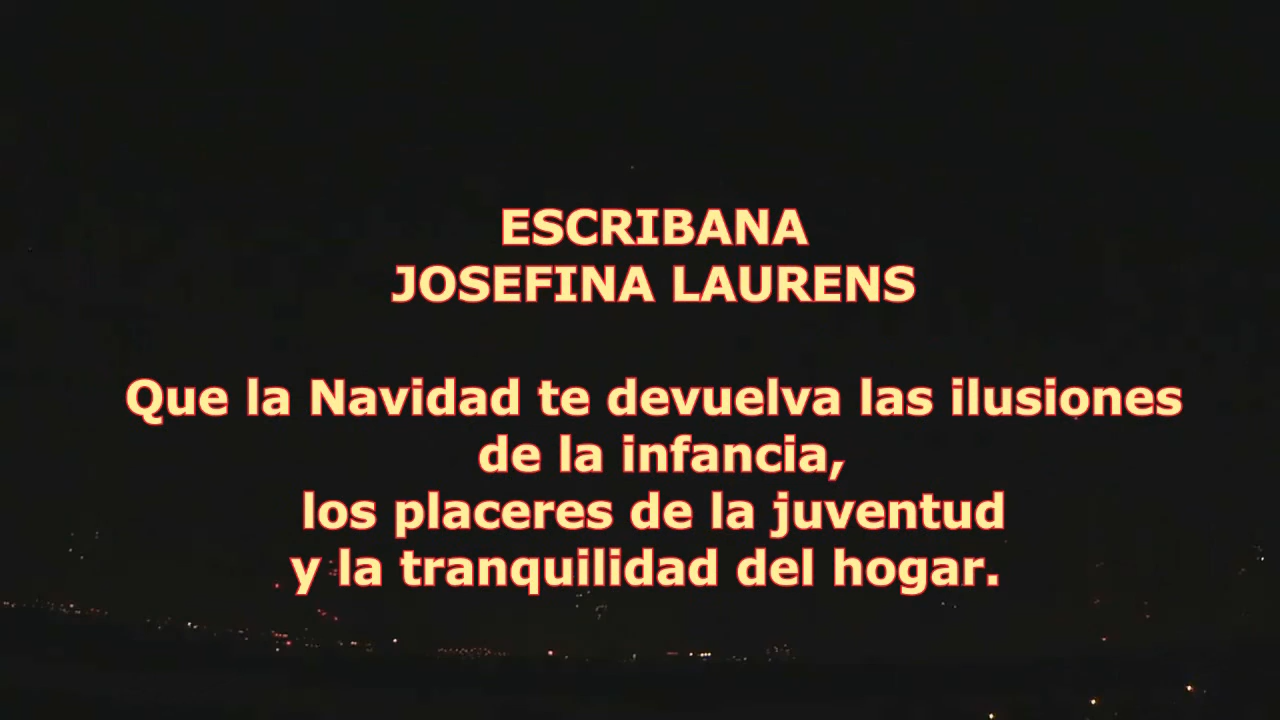 ESCRIBANA
JOSEFINA LAURENS
Que la Navidad te devuelva las ilusiones
de la infancia,
los placeres de la juventud
y la tranquilidad del hogar.